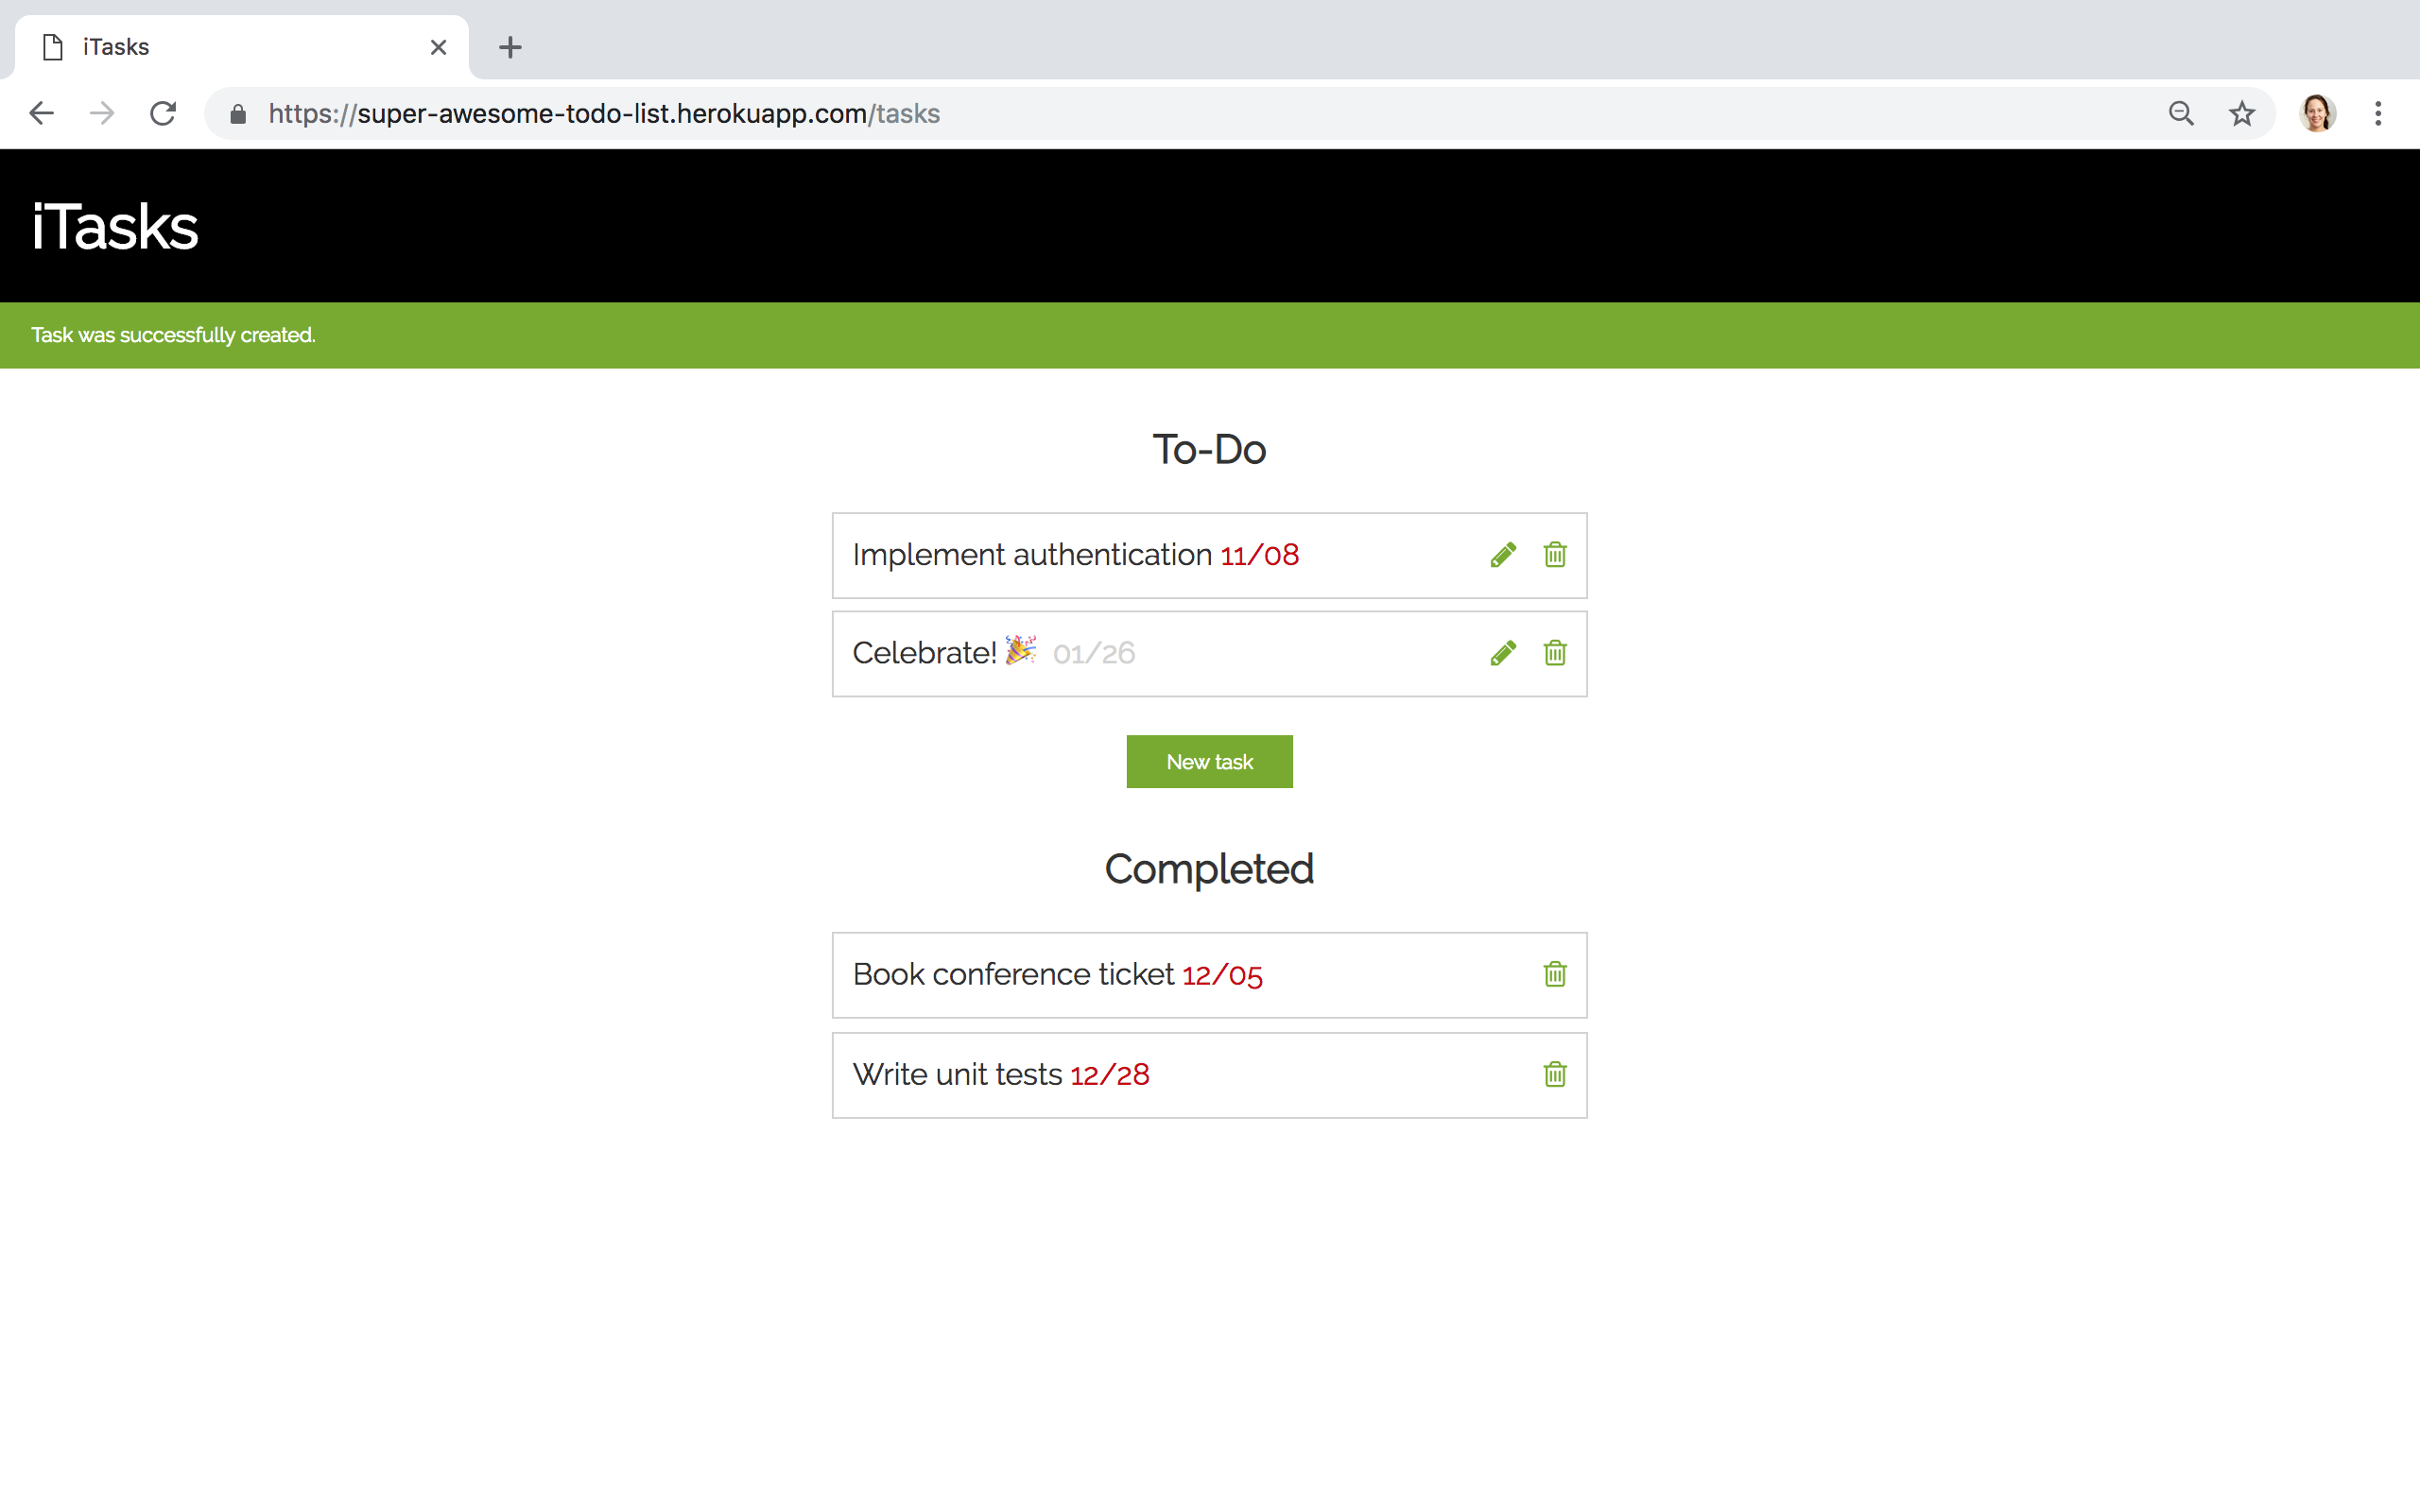 iTasks
https://super-awesome-todo-list.herokuapp.com/tasks
iTasks
Task was successfully created.
To-Do
Implement authentication 11/08
Celebrate! 🎉 01/26
New task
Completed
Book conference ticket 12/05
Write unit tests 12/28